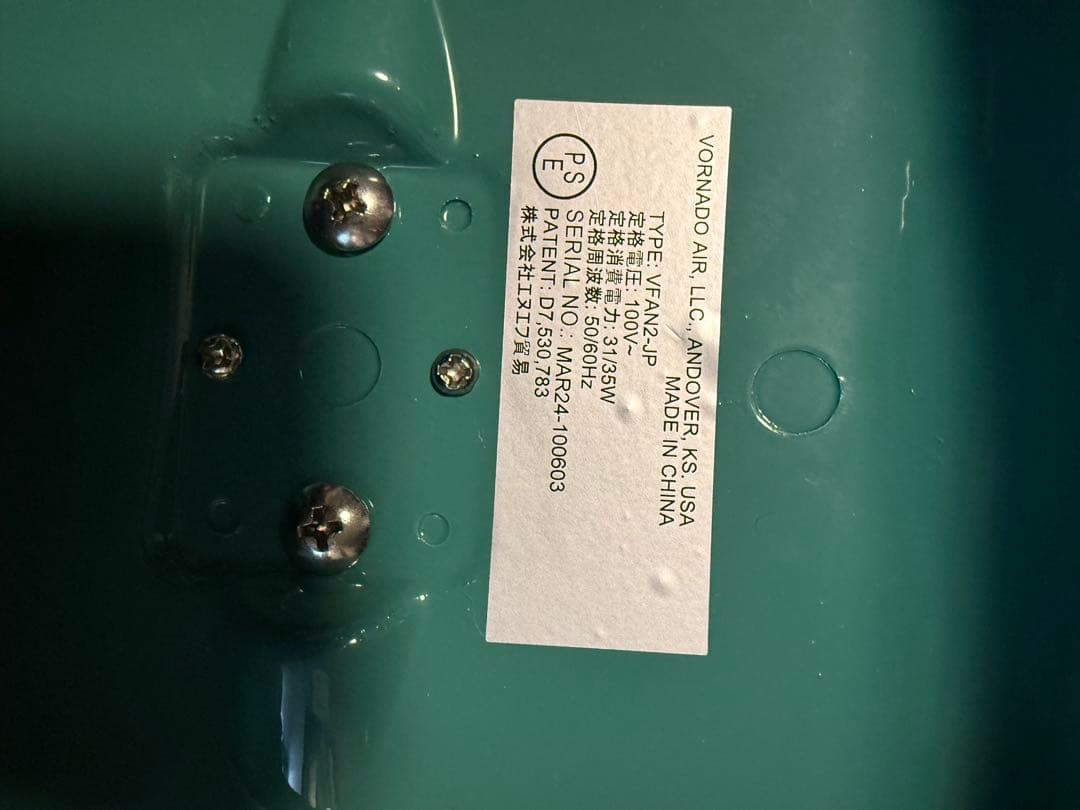 VORNADO AIR, LLC., ANDOVER, KS. USA
MADE IN CHINA
TYPE: VFAN2-JP
定格電圧: 100V~
定格消費電力: 31/35W
定格周波数: 50/60Hz
SERIAL NO.: MAR24-100603
PATENT: D7,530,783
株式会社エヌエフ貿易
PS
E